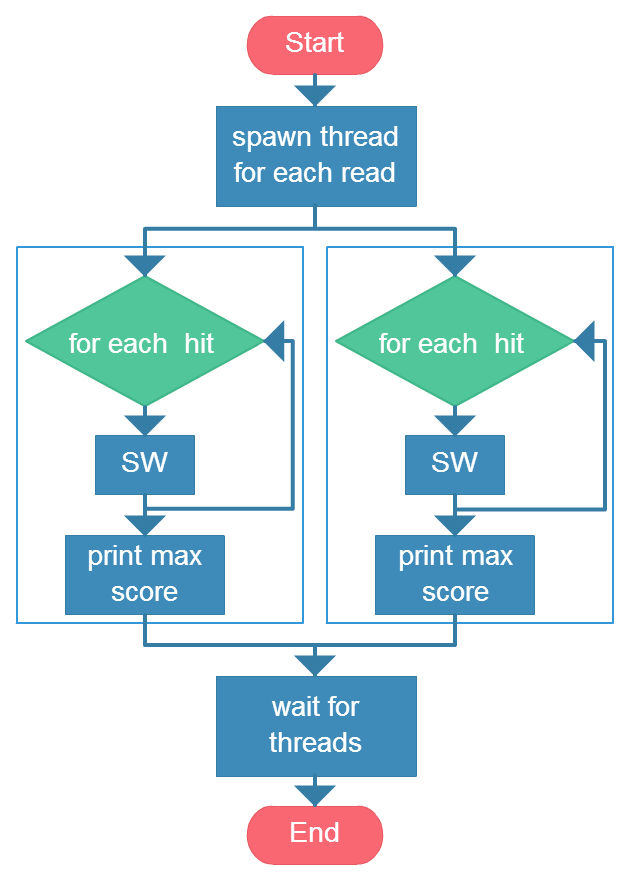 Start
spawn thread
for each read
for each hit
SW
print max
score
for each hit
SW
print max
score
wait for
threads
End